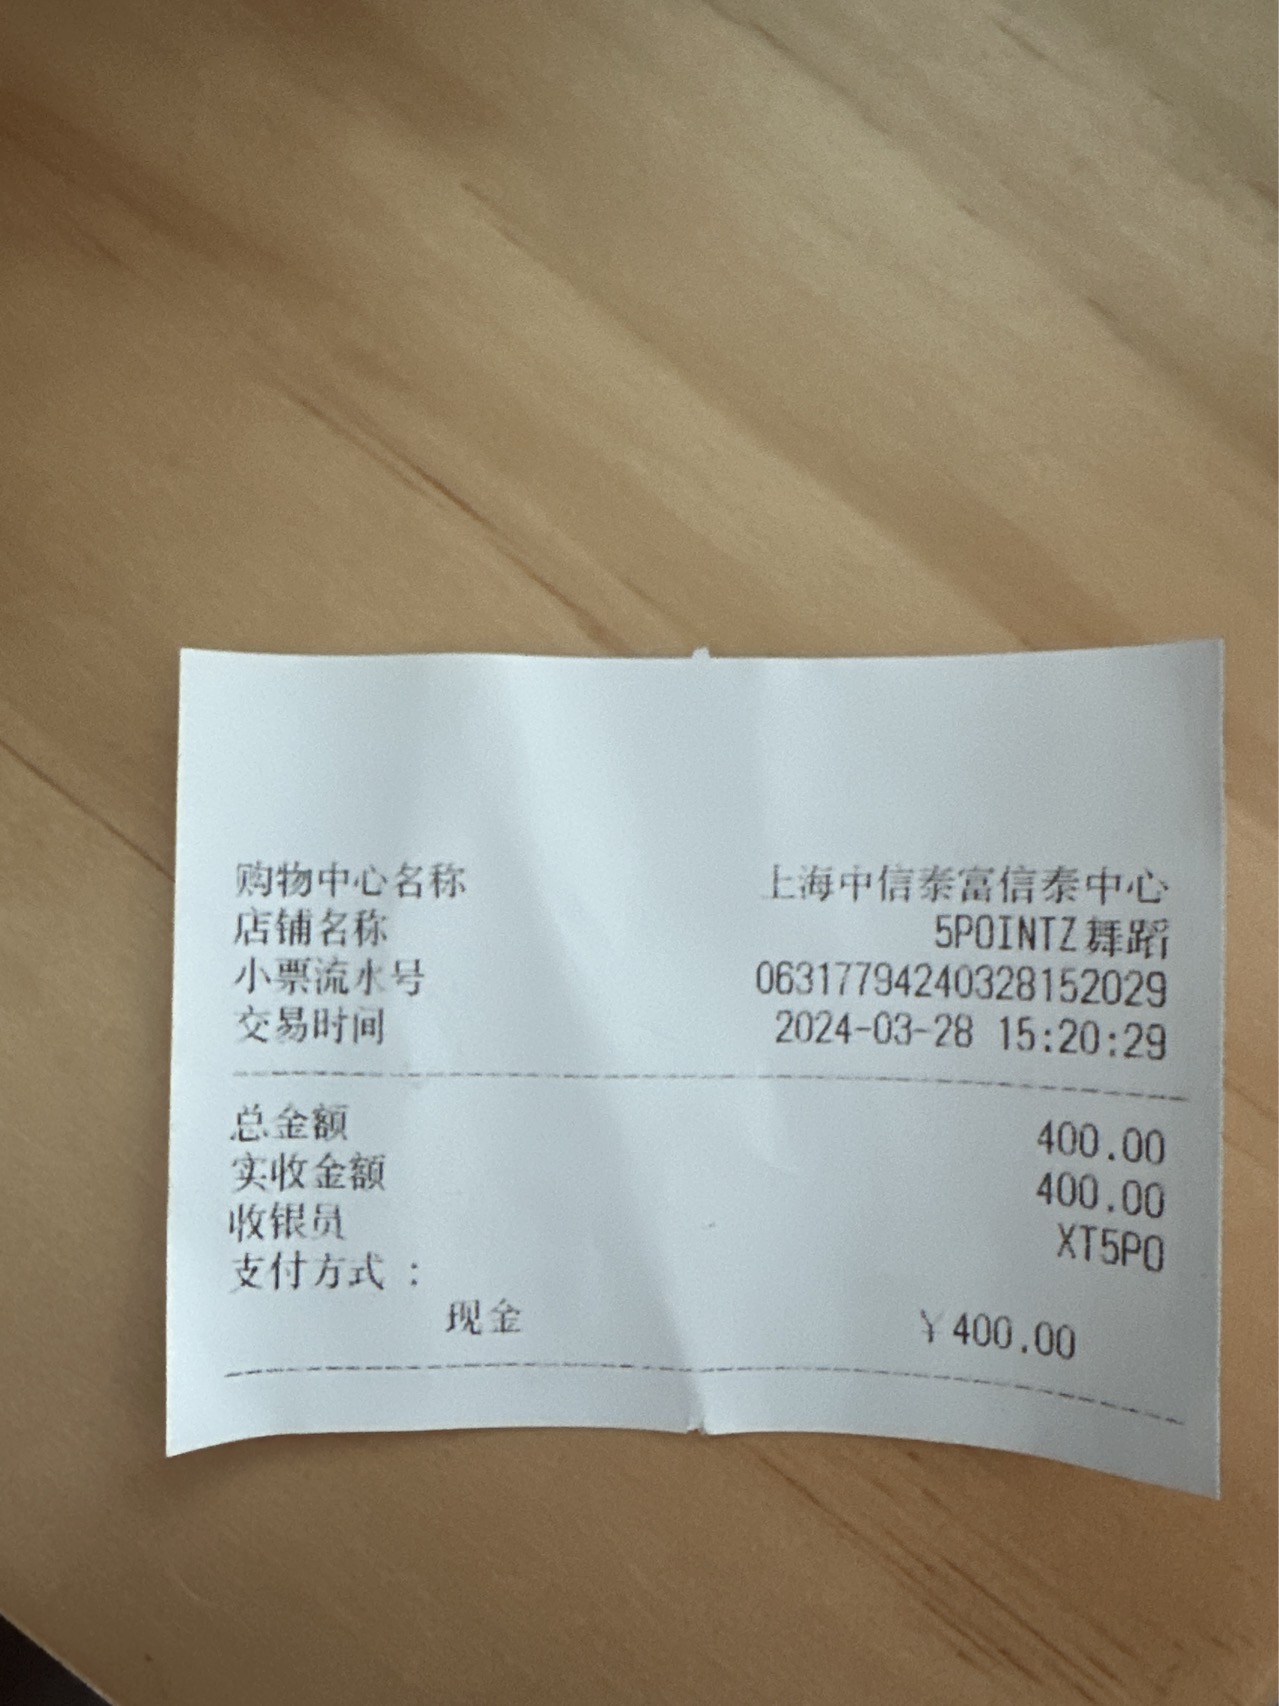 购物中心名称 上海中信泰富信泰中心
店铺名称 5POINTZ舞蹈
小票流水号 06317794240328152029
交易时间 2024-03-28 15:20:29
总金额 400.00
实收金额 400.00
收银员 XT5PO
支付方式：
现金 ￥400.00